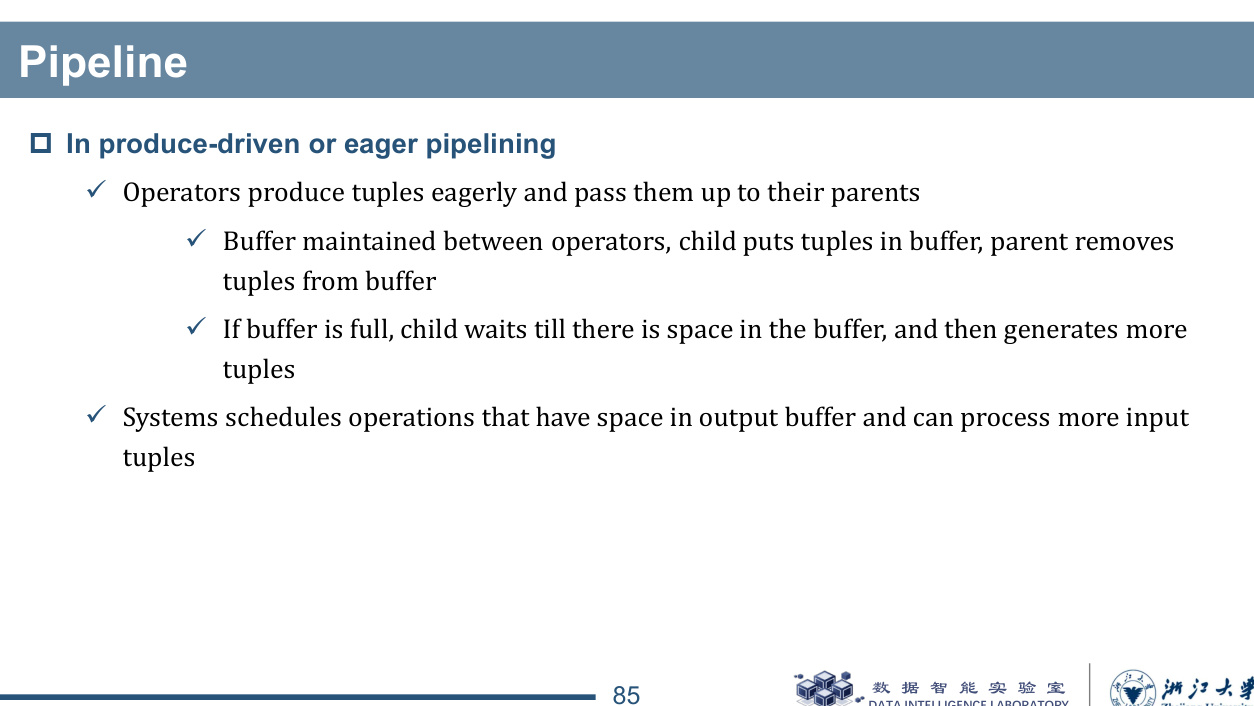 Pipeline
In produce-driven or eager pipelining
Operators produce tuples eagerly and pass them up to their parents
Buffer maintained between operators, child puts tuples in buffer, parent removes
tuples from buffer
If buffer is full, child waits till there is space in the buffer, and then generates more
tuples
Systems schedules operations that have space in output buffer and can process more input
tuples
85
数据智能实验室
DATA INTELLIGENCE LABORATORY
浙江大学